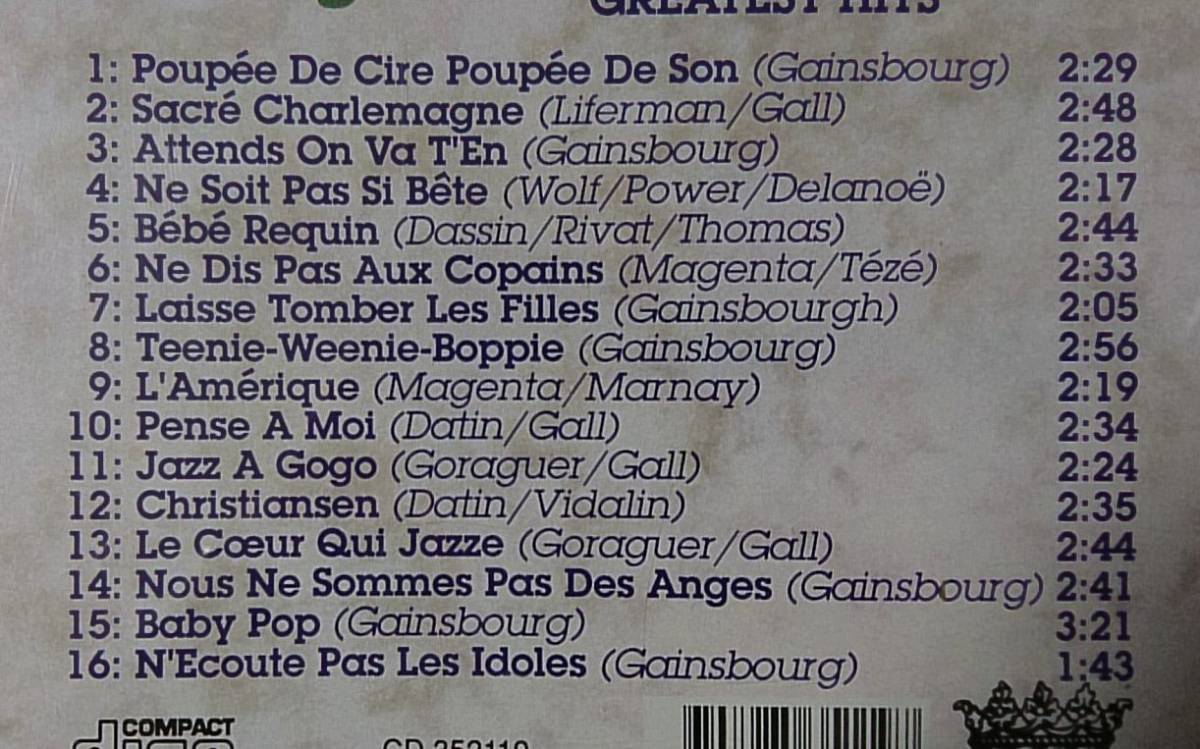 GREATEST HITS
1: Poupée De Cire Poupée De Son (Gainsbourg) 2:29
2: Sacré Charlemagne (Liferman/Gall) 2:48
3: Attends On Va T'En (Gainsbourg) 2:28
4: Ne Soit Pas Si Bête (Wolf/Power/Delanoë) 2:17
5: Bébé Requin (Dassin/Rivat/Thomas) 2:44
6: Ne Dis Pas Aux Copains (Magenta/Tézé) 2:33
7: Laisse Tomber Les Filles (Gainsbourgh) 2:05
8: Teenie-Weenie-Boppie (Gainsbourg) 2:56
9: L'Amérique (Magenta/Marnay) 2:19
10: Pense A Moi (Datin/Gall) 2:34
11: Jazz A Gogo (Goraguer/Gall) 2:24
12: Christiansen (Datin/Vidalin) 2:35
13: Le Cœur Qui Jazze (Goraguer/Gall) 2:44
14: Nous Ne Sommes Pas Des Anges (Gainsbourg) 2:41
15: Baby Pop (Gainsbourg) 3:21
16: N'Ecoute Pas Les Idoles (Gainsbourg) 1:43
COMPACT
disc
CD 352119